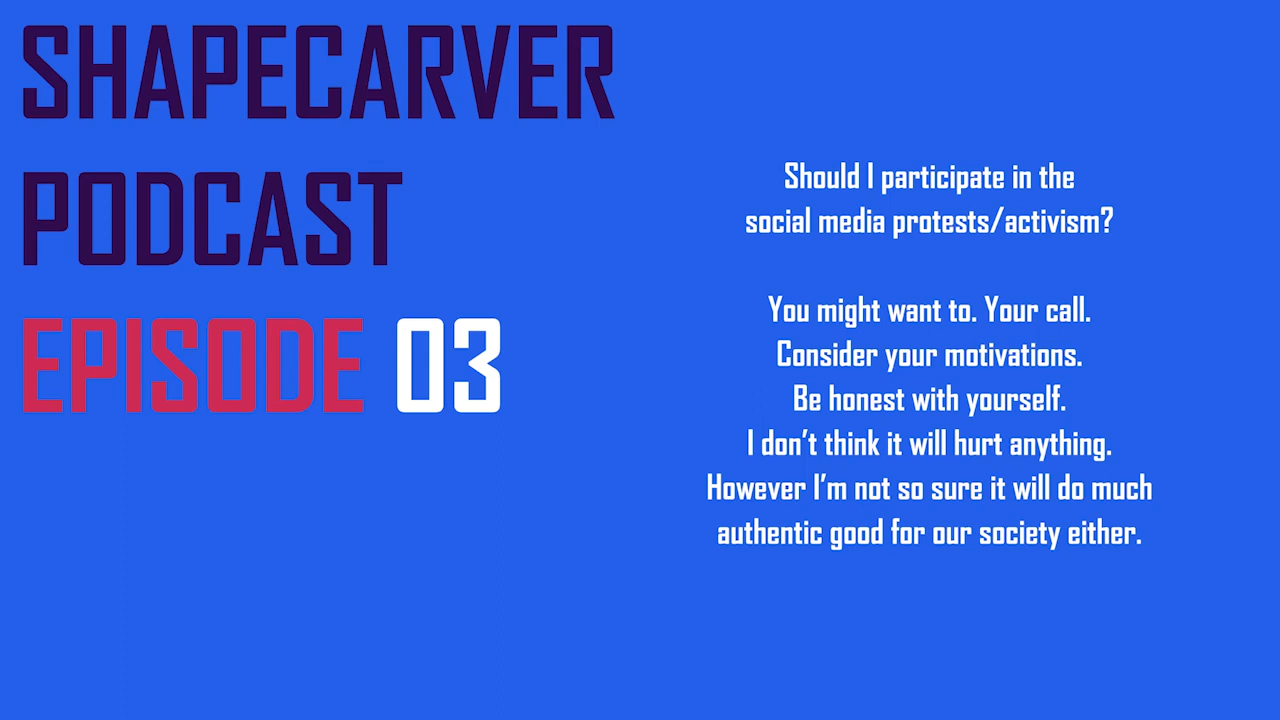 SHAPECARVER
PODCAST
EPISODE 03
Should I participate in the
social media protests/activism?
You might want to. Your call.
Consider your motivations.
Be honest with yourself.
I don’t think it will hurt anything.
However I’m not so sure it will do much
authentic good for our society either.